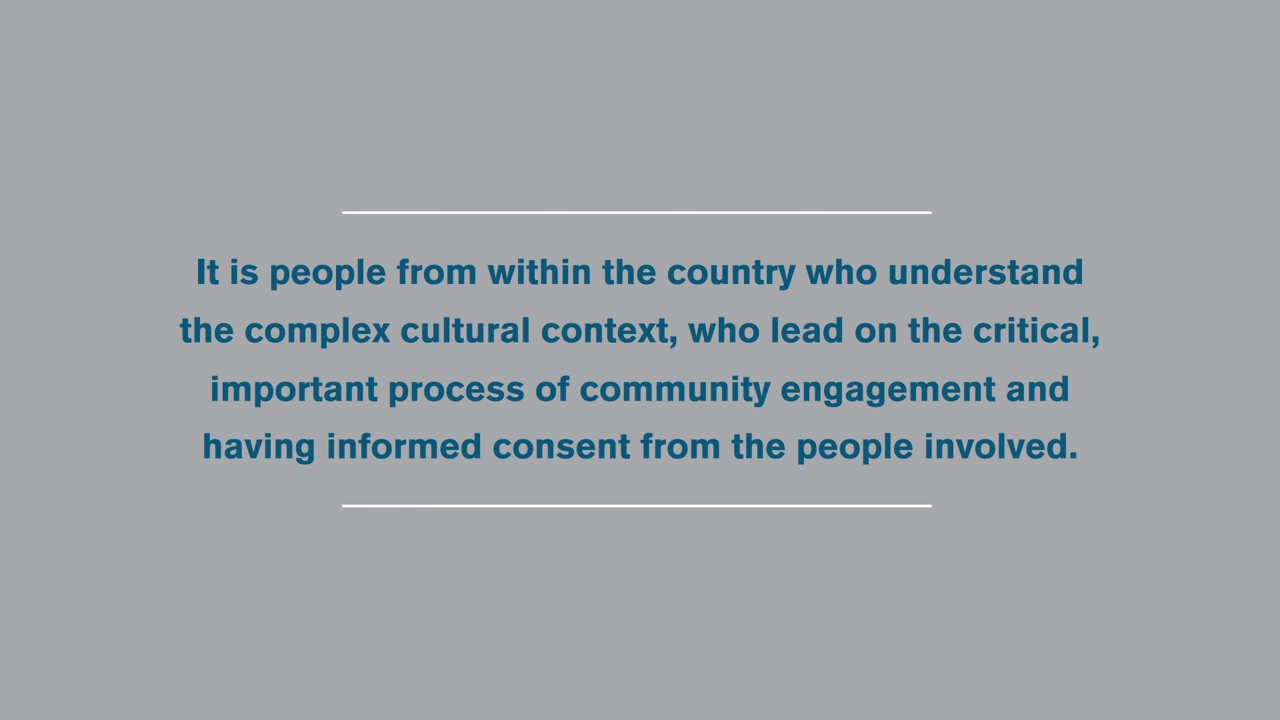 It is people from within the country who understand
the complex cultural context, who lead on the critical,
important process of community engagement and
having informed consent from the people involved.